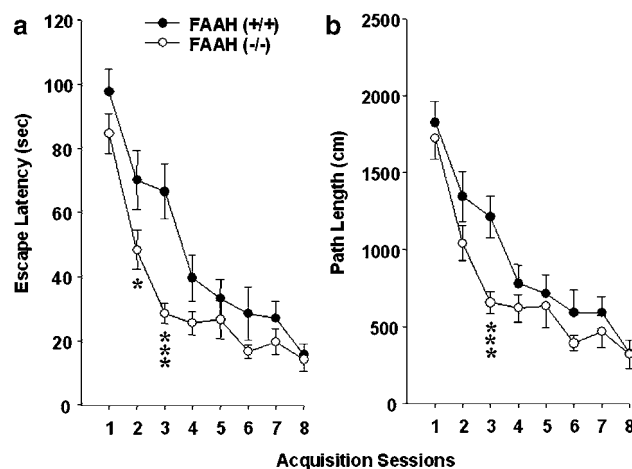 a
FAAH (+/+)
FAAH (-/-)
Escape Latency (sec)
120
100
80
60
40
20
0
*
***
1 2 3 4 5 6 7 8
b
Path Length (cm)
2500
2000
1500
1000
500
0
***
1 2 3 4 5 6 7 8
Acquisition Sessions